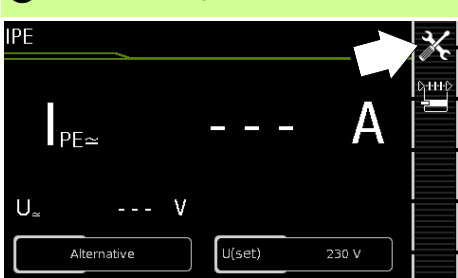 IPE
IPE≃ - - - A
U≃ - - - V
Alternative U(set) 230 V